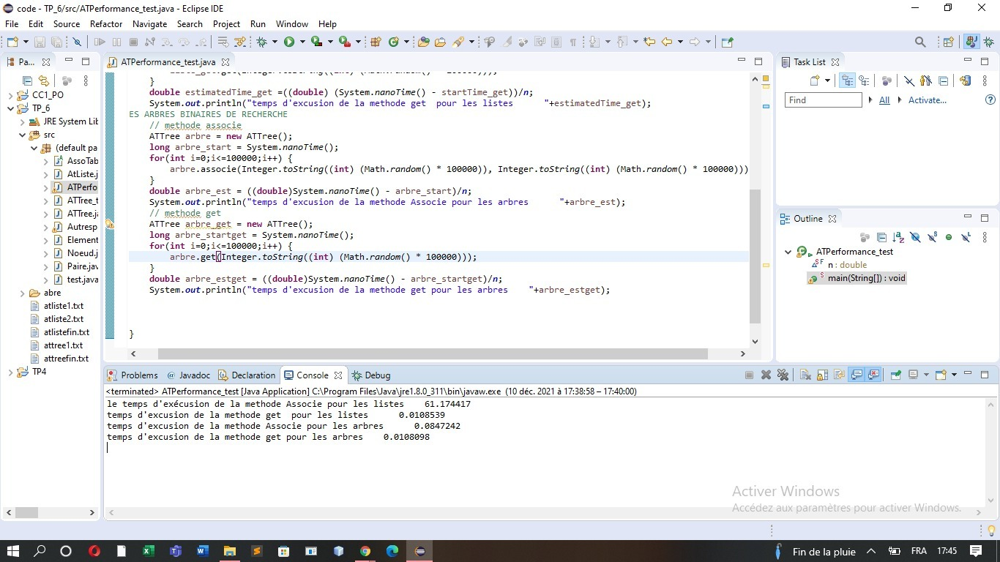 code - TP_6/src/ATPerformance_test.java - Eclipse IDE
File Edit Source Refactor Navigate Search Project Run Window Help
Pa...
ATPerformance_test.java
CC1_PO
TP_6
JRE System Lib
src
(default pa
AssoTab
AtListe.j
ATPerfo
ATTree_t
ATTree.ja
Autresp
Element
Noeud.j
Paire.jav
test.java
abre
atliste1.txt
atliste2.txt
atlistefin.txt
attree1.txt
attreefin.txt
TP4
}
double estimatedTime_get =((double) (System.nanoTime() - startTime_get))/n;
System.out.println("temps d'excusion de la methode get  pour les listes      "+estimatedTime_get);
ES ARBRES BINAIRES DE RECHERCHE
// methode associe
ATTree arbre = new ATTree();
long arbre_start = System.nanoTime();
for(int i=0;i<=100000;i++) {
arbre.associe(Integer.toString((int) (Math.random() * 100000)), Integer.toString((int) (Math.random() * 100000)))
}
double arbre_est = ((double)System.nanoTime() - arbre_start)/n;
System.out.println("temps d'excusion de la methode Associe pour les arbres      "+arbre_est);
// methode get
ATTree arbre_get = new ATTree();
long arbre_startget = System.nanoTime();
for(int i=0;i<=100000;i++) {
arbre.get(Integer.toString((int) (Math.random() * 100000)));
}
double arbre_estget = ((double)System.nanoTime() - arbre_startget)/n;
System.out.println("temps d'excusion de la methode get pour les arbres    "+arbre_estget);
}
Task List
Find All Activate...
Outline
ATPerformance_test
n : double
main(String[]) : void
Problems @ Javadoc Declaration Console Debug
<terminated> ATPerformance_test [Java Application] C:\Program Files\Java\jre1.8.0_311\bin\javaw.exe (10 déc. 2021 à 17:38:58 – 17:40:00)
le temps d'exécusion de la methode Associe pour les listes    61.174417
temps d'excusion de la methode get  pour les listes      0.0108539
temps d'excusion de la methode Associe pour les arbres      0.0847242
temps d'excusion de la methode get pour les arbres    0.0108098
Activer Windows
Accédez aux paramètres pour activer Windows.
Fin de la pluie FRA 17:45